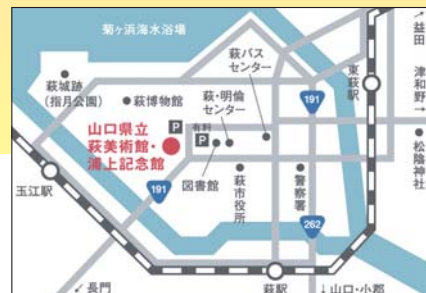 菊ヶ浜海水浴場
↑益田
津和野→
東萩駅
萩バス
センター
萩城跡
(指月公園)
萩博物館
萩・明倫
センター
191
P
有料
P
山口県立
萩美術館・
浦上記念館
松陰神社
図書館
玉江駅
191
萩市役所
警察署
262
↙長門
萩駅
↓山口・小郡